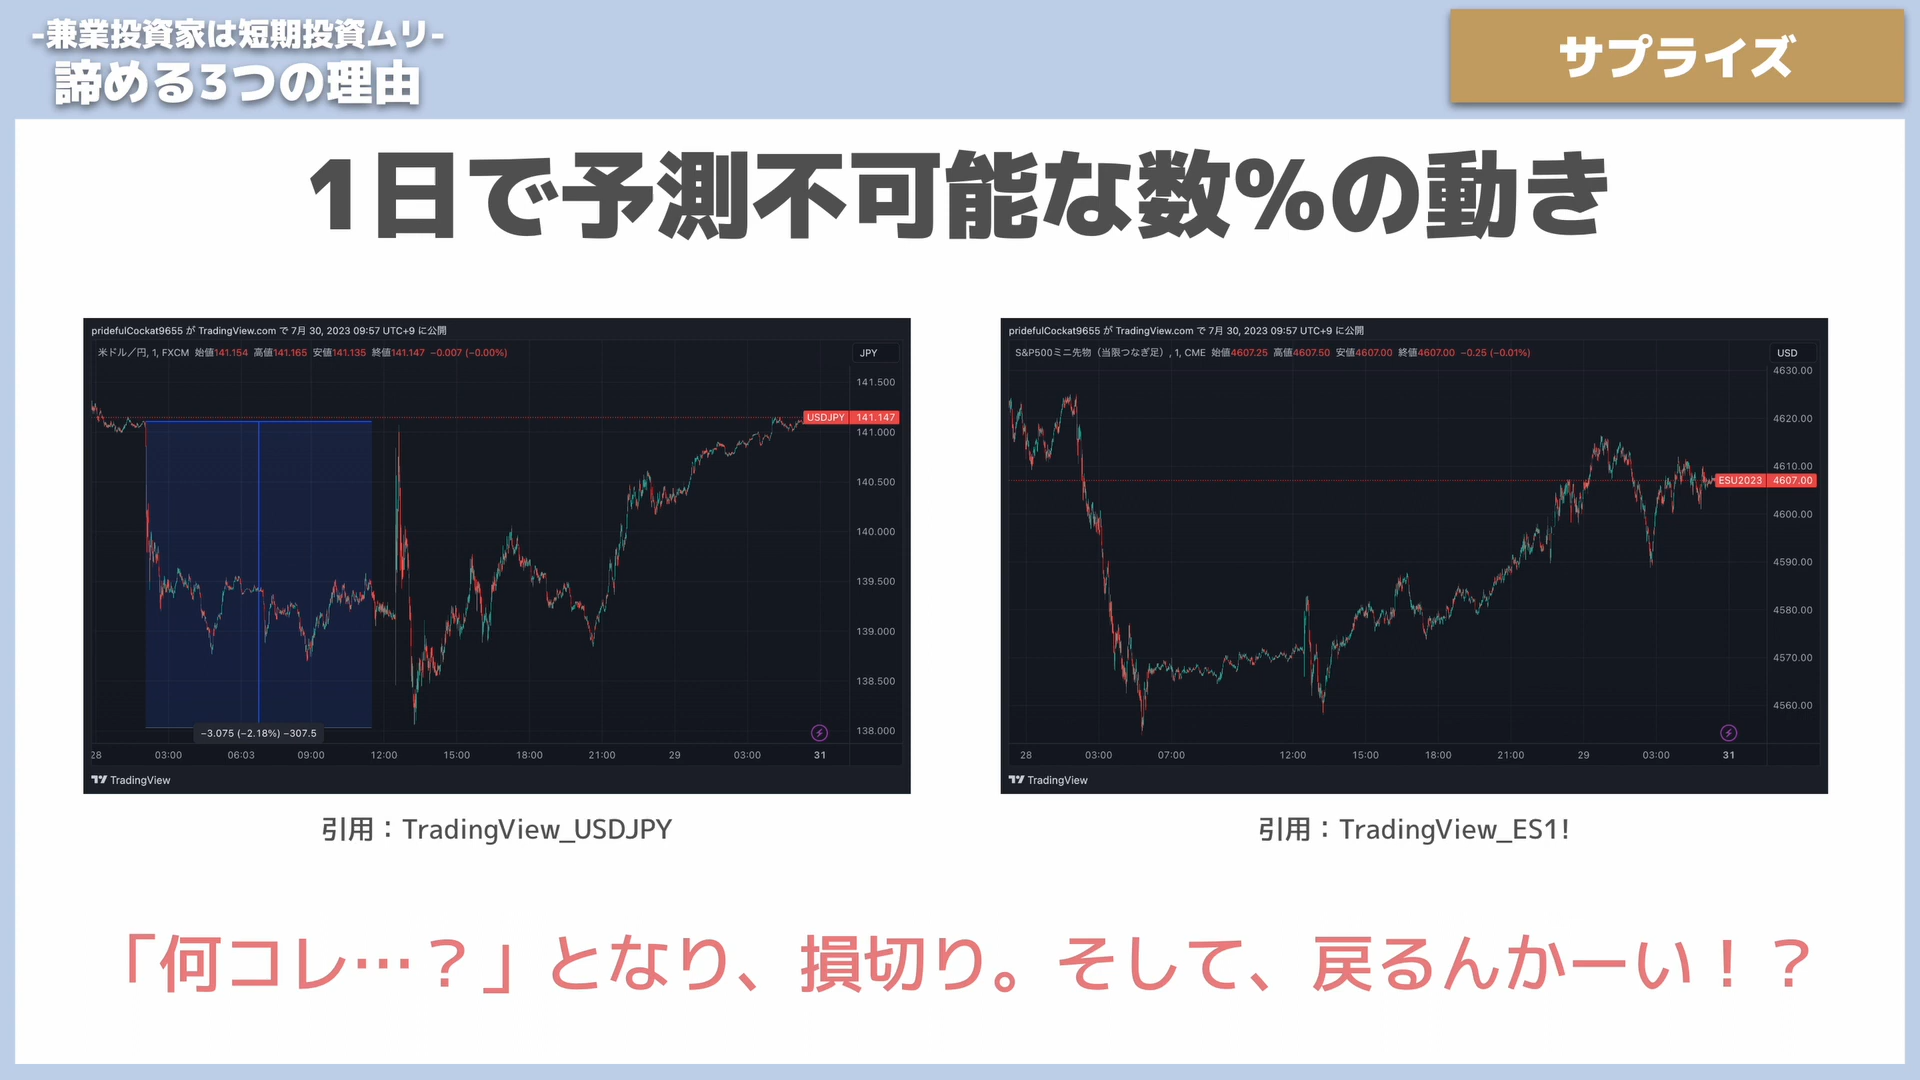 -兼業投資家は短期投資ムリ-
諦める3つの理由
サプライズ
1日で予測不可能な数%の動き
pridefulCockat9655 が TradingView.com で 7月 30, 2023 09:57 UTC+9 に公開
米ドル／円, 1, FXCM 始値141.154 高値141.165 安値141.135 終値141.147 −0.007 (−0.00%)
JPY
141.500
USDJPY 141.147
141.000
140.500
140.000
139.500
139.000
138.500
138.000
−3.075 (−2.18%) −307.5
28 03:00 06:03 09:00 12:00 15:00 18:00 21:00 29 03:00 31
TradingView
引用：TradingView_USDJPY
pridefulCockat9655 が TradingView.com で 7月 30, 2023 09:57 UTC+9 に公開
S&P500ミニ先物（当限つなぎ足）, 1, CME 始値4607.25 高値4607.50 安値4607.00 終値4607.00 −0.25 (−0.01%)
USD
4630.00
4620.00
4610.00
ESU2023 4607.00
4600.00
4590.00
4580.00
4570.00
4560.00
28 03:00 07:00 12:00 15:00 18:00 21:00 29 03:00 31
TradingView
引用：TradingView_ES1!
「何コレ…？」となり、損切り。そして、戻るんかーい！？